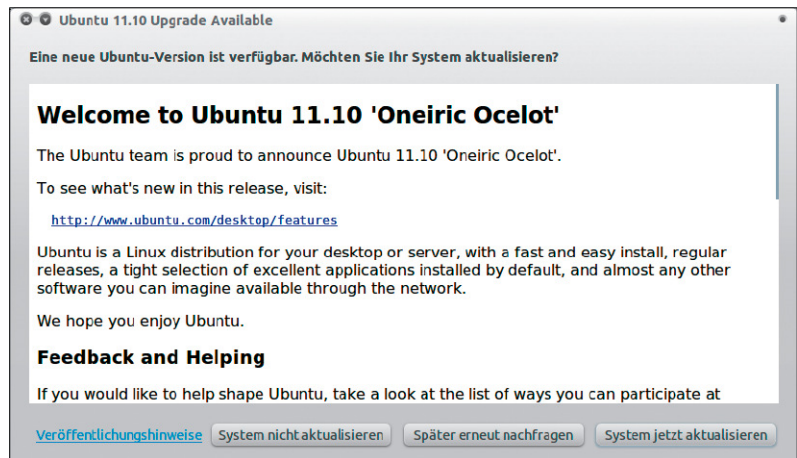 Ubuntu 11.10 Upgrade Available
Eine neue Ubuntu-Version ist verfügbar. Möchten Sie Ihr System aktualisieren?
Welcome to Ubuntu 11.10 'Oneiric Ocelot'
The Ubuntu team is proud to announce Ubuntu 11.10 'Oneiric Ocelot'.
To see what's new in this release, visit:
http://www.ubuntu.com/desktop/features
Ubuntu is a Linux distribution for your desktop or server, with a fast and easy install, regular
releases, a tight selection of excellent applications installed by default, and almost any other
software you can imagine available through the network.
We hope you enjoy Ubuntu.
Feedback and Helping
If you would like to help shape Ubuntu, take a look at the list of ways you can participate at
Veröffentlichungshinweise System nicht aktualisieren Später erneut nachfragen System jetzt aktualisieren